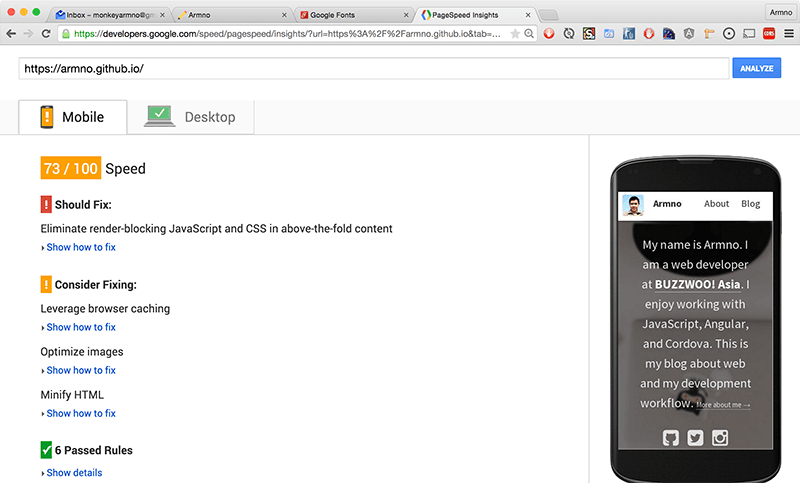 Inbox – monkeyarmno@gm
Armno
Google Fonts
PageSpeed Insights
Armno
https://developers.google.com/speed/pagespeed/insights/?url=https%3A%2F%2Farmno.github.io&tab=...
https://armno.github.io/
ANALYZE
Mobile
Desktop
73 / 100 Speed
Should Fix:
Eliminate render-blocking JavaScript and CSS in above-the-fold content
Show how to fix
Consider Fixing:
Leverage browser caching
Show how to fix
Optimize images
Show how to fix
Minify HTML
Show how to fix
6 Passed Rules
Show details
Armno About Blog
My name is Armno. I
am a web developer
at BUZZWOO! Asia. I
enjoy working with
JavaScript, Angular,
and Cordova. This is
my blog about web
and my development
workflow. More about me →